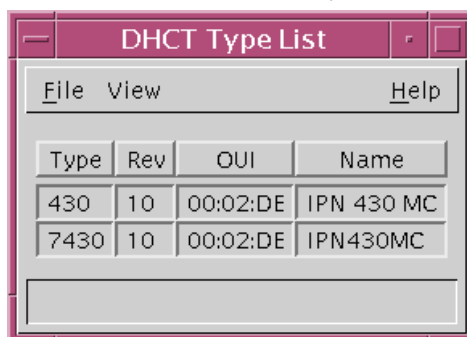 DHCT Type List
File View Help
Type Rev OUI Name
430 10 00:02:DE IPN 430 MC
7430 10 00:02:DE IPN430MC